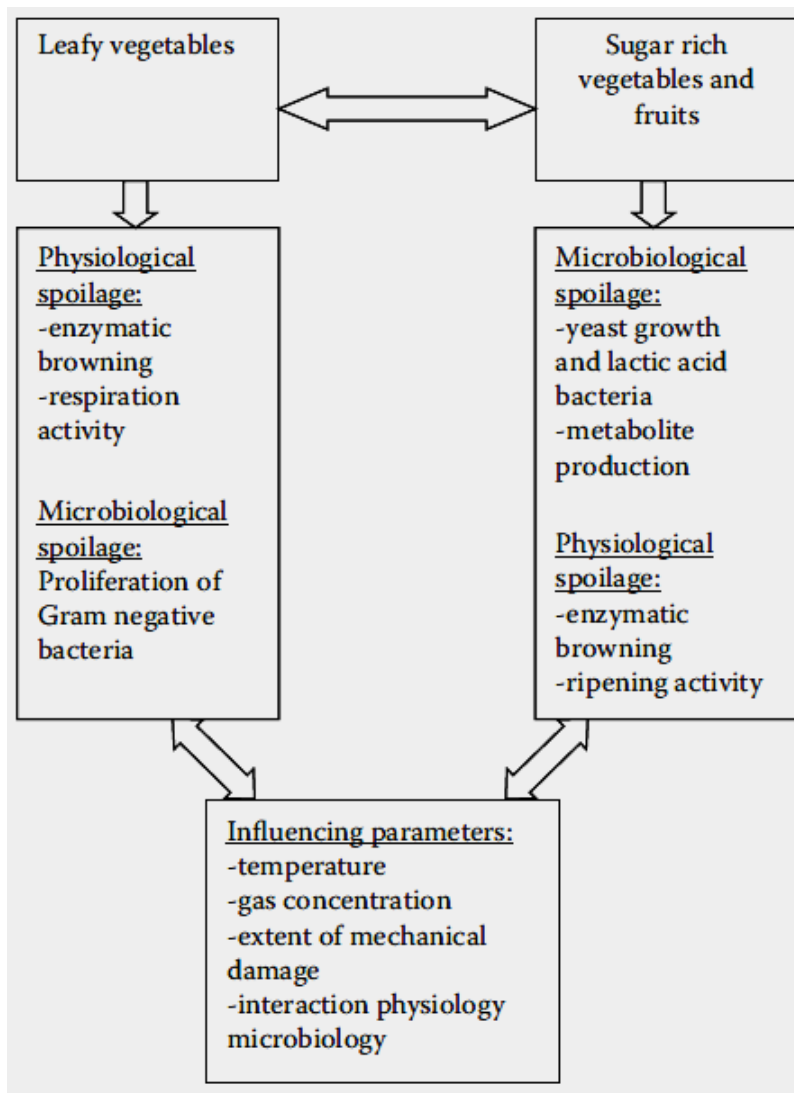 Leafy vegetables
Sugar rich
vegetables and
fruits
Physiological
spoilage:
-enzymatic
browning
-respiration
activity
Microbiological
spoilage:
Proliferation of
Gram negative
bacteria
Microbiological
spoilage:
-yeast growth
and lactic acid
bacteria
-metabolite
production
Physiological
spoilage:
-enzymatic
browning
-ripening activity
Influencing parameters:
-temperature
-gas concentration
-extent of mechanical
damage
-interaction physiology
microbiology